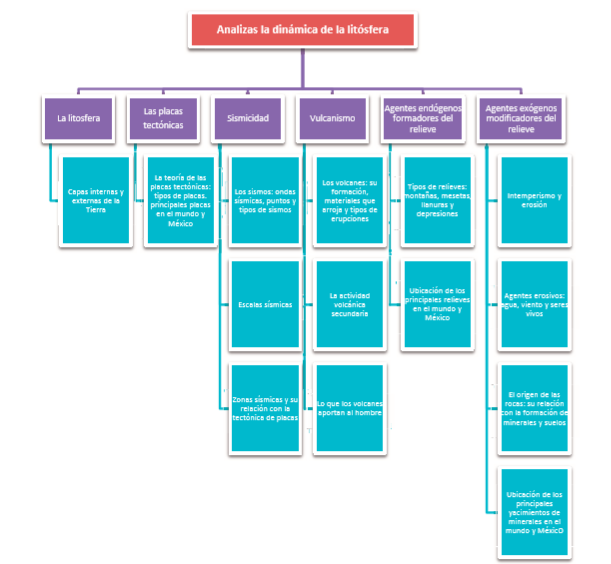 Analizas la dinámica de la litósfera
La litosfera
Las placas
tectónicas
Sismicidad
Vulcanismo
Agentes endógenos
formadores del
relieve
Agentes exógenos
modificadores del
relieve
Capas internas y
externas de la
Tierra
La teoría de las
placas tectónicas:
tipos de placas.
principales placas
en el mundo y
México
Los sismos: ondas
sísmicas, puntos y
tipos de sismos
Los volcanes: su
formación,
materiales que
arroja y tipos de
erupciones
Tipos de relieves:
montañas, mesetas,
llanuras y
depresiones
Intemperismo y
erosión
Escalas sísmicas
La actividad
volcánica
secundaria
Ubicación de los
principales relieves
en el mundo y
México
Agentes erosivos:
agua, viento y seres
vivos
Zonas sísmicas y su
relación con la
tectónica de placas
Lo que los volcanes
aportan al hombre
El origen de las
rocas: su relación
con la formación de
minerales y suelos
Ubicación de los
principales
yacimientos de
minerales en el
mundo y MéxicO